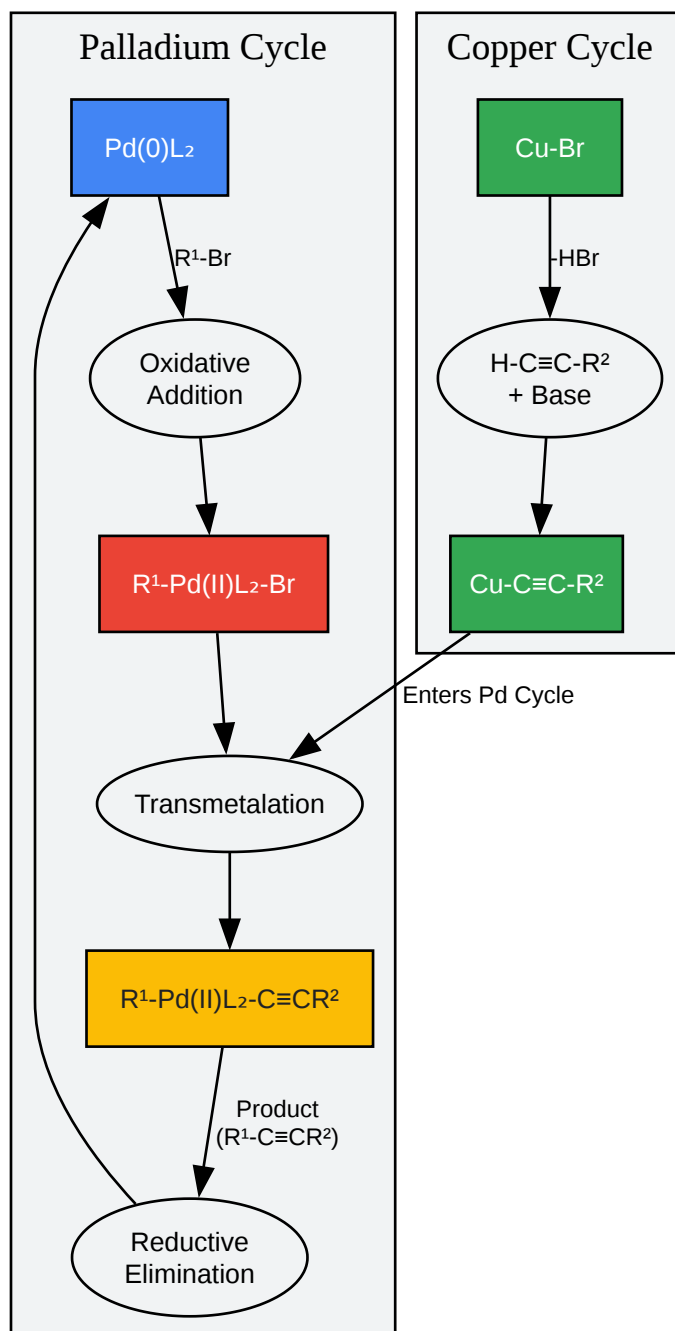 Palladium Cycle
Pd(0)L₂
R¹-Br
Oxidative
Addition
R¹-Pd(II)L₂-Br
Transmetalation
R¹-Pd(II)L₂-C≡CR²
Product
(R¹-C≡CR²)
Reductive
Elimination
Copper Cycle
Cu-Br
-HBr
H-C≡C-R²
+ Base
Cu-C≡C-R²
Enters Pd Cycle